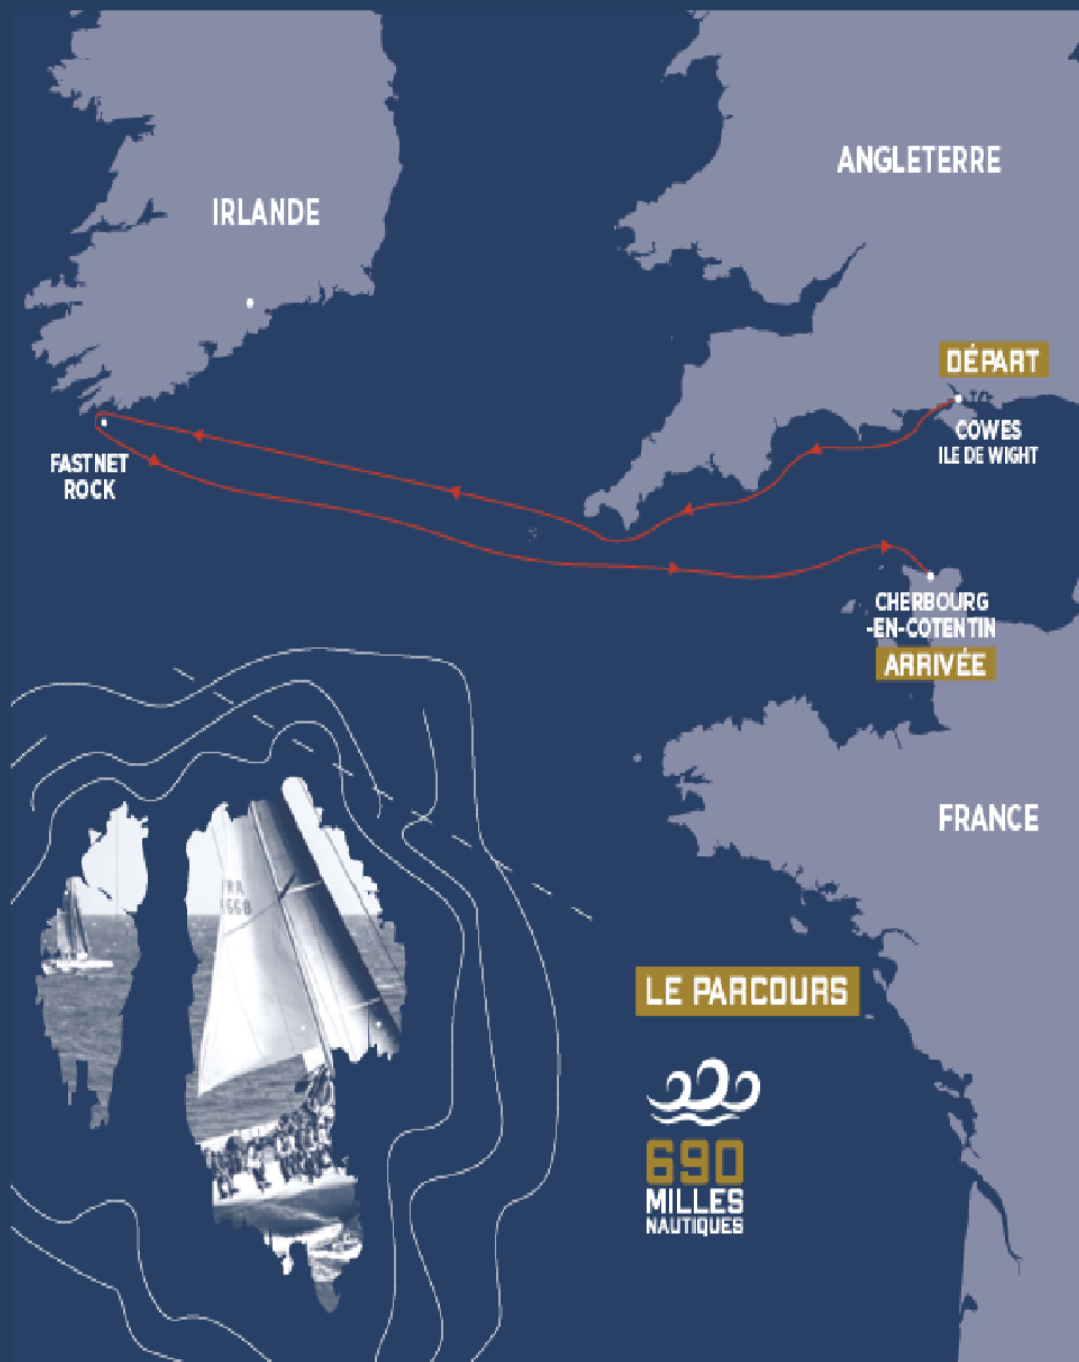 IRLANDE
ANGLETERRE
DÉPART
COWES
ILE DE WIGHT
FASTNET
ROCK
CHERBOURG
-EN-COTENTIN
ARRIVÉE
FRANCE
LE PARCOURS
690
MILLES
NAUTIQUES